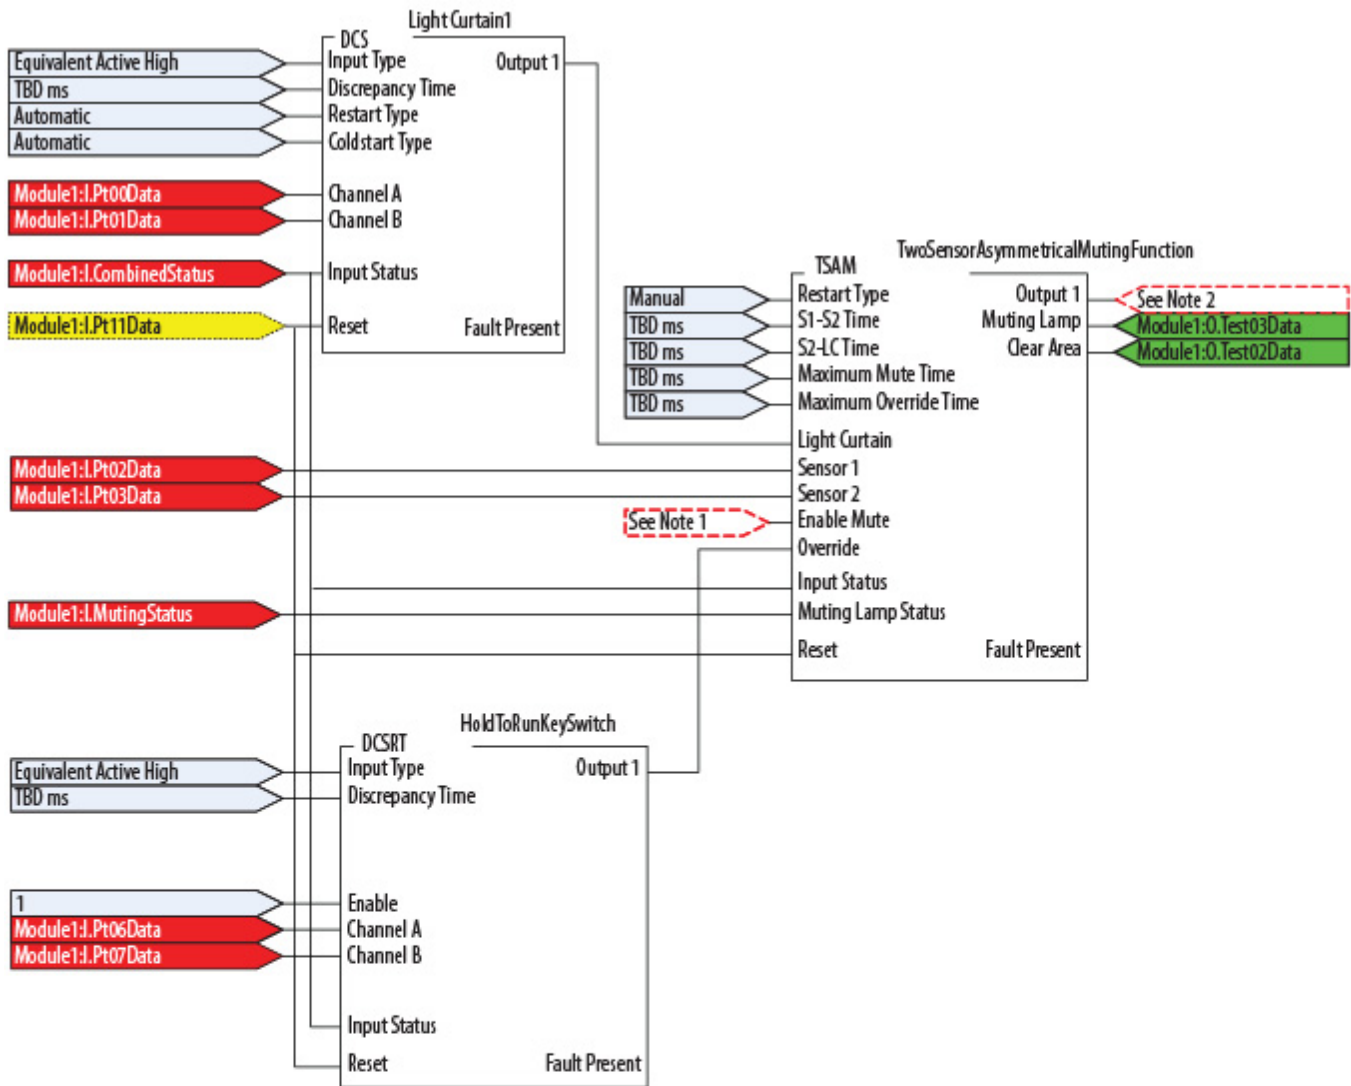 Light Curtain1
DCS
Equivalent Active High
Input Type
Output 1
TBD ms
Discrepancy Time
Automatic
Restart Type
Automatic
Coldstart Type
Module1:I.Pt00Data
Channel A
Module1:I.Pt01Data
Channel B
Module1:I.CombinedStatus
Input Status
Module1:I.Pt11Data
Reset
Fault Present
TwoSensorAsymmetricalMutingFunction
TSAM
Manual
Restart Type
Output 1
See Note 2
TBD ms
S1-S2 Time
Muting Lamp
Module1:O.Test03Data
TBD ms
S2-LC Time
Clear Area
Module1:O.Test02Data
TBD ms
Maximum Mute Time
TBD ms
Maximum Override Time
Light Curtain
Module1:I.Pt02Data
Sensor 1
Module1:I.Pt03Data
Sensor 2
See Note 1
Enable Mute
Override
Input Status
Module1:I.MutingStatus
Muting Lamp Status
Reset
Fault Present
HoldToRunKeySwitch
DCSRT
Equivalent Active High
Input Type
Output 1
TBD ms
Discrepancy Time
1
Enable
Module1:I.Pt06Data
Channel A
Module1:I.Pt07Data
Channel B
Input Status
Reset
Fault Present